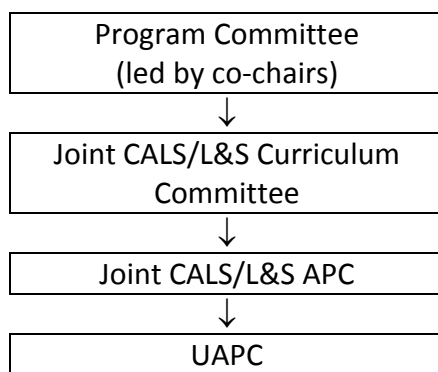 Program Committee
(led by co-chairs)
↓
Joint CALS/L&S Curriculum
Committee
↓
Joint CALS/L&S APC
↓
UAPC